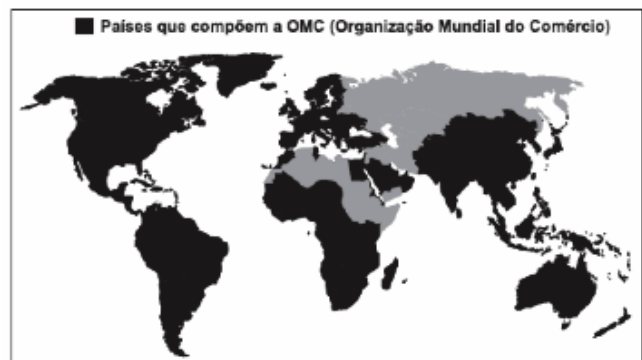 Países que compõem a OMC (Organização Mundial do Comércio)